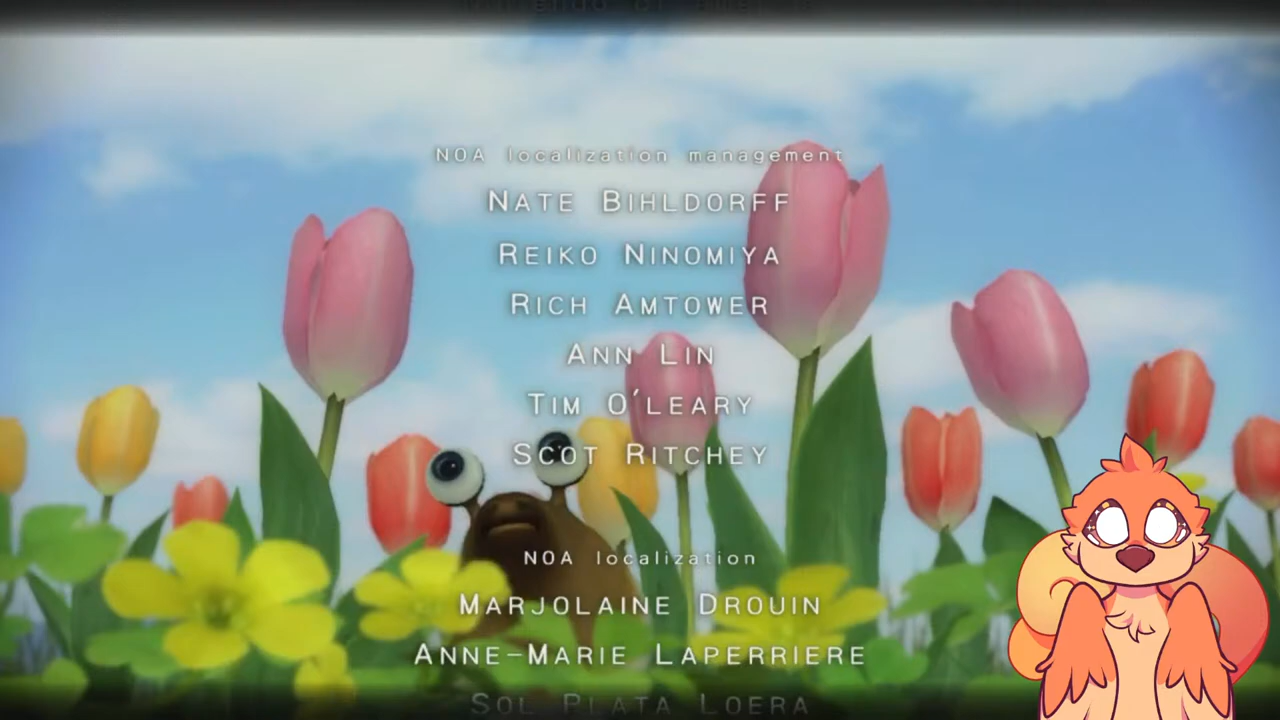 NOA localization management
NATE BIHLDORFF
REIKO NINOMIYA
RICH AMTOWER
ANN LIN
TIM O'LEARY
SCOT RITCHEY
NOA localization
MARJOLAINE DROUIN
ANNE-MARIE LAPERRIERE
SOL PLATA LOERA